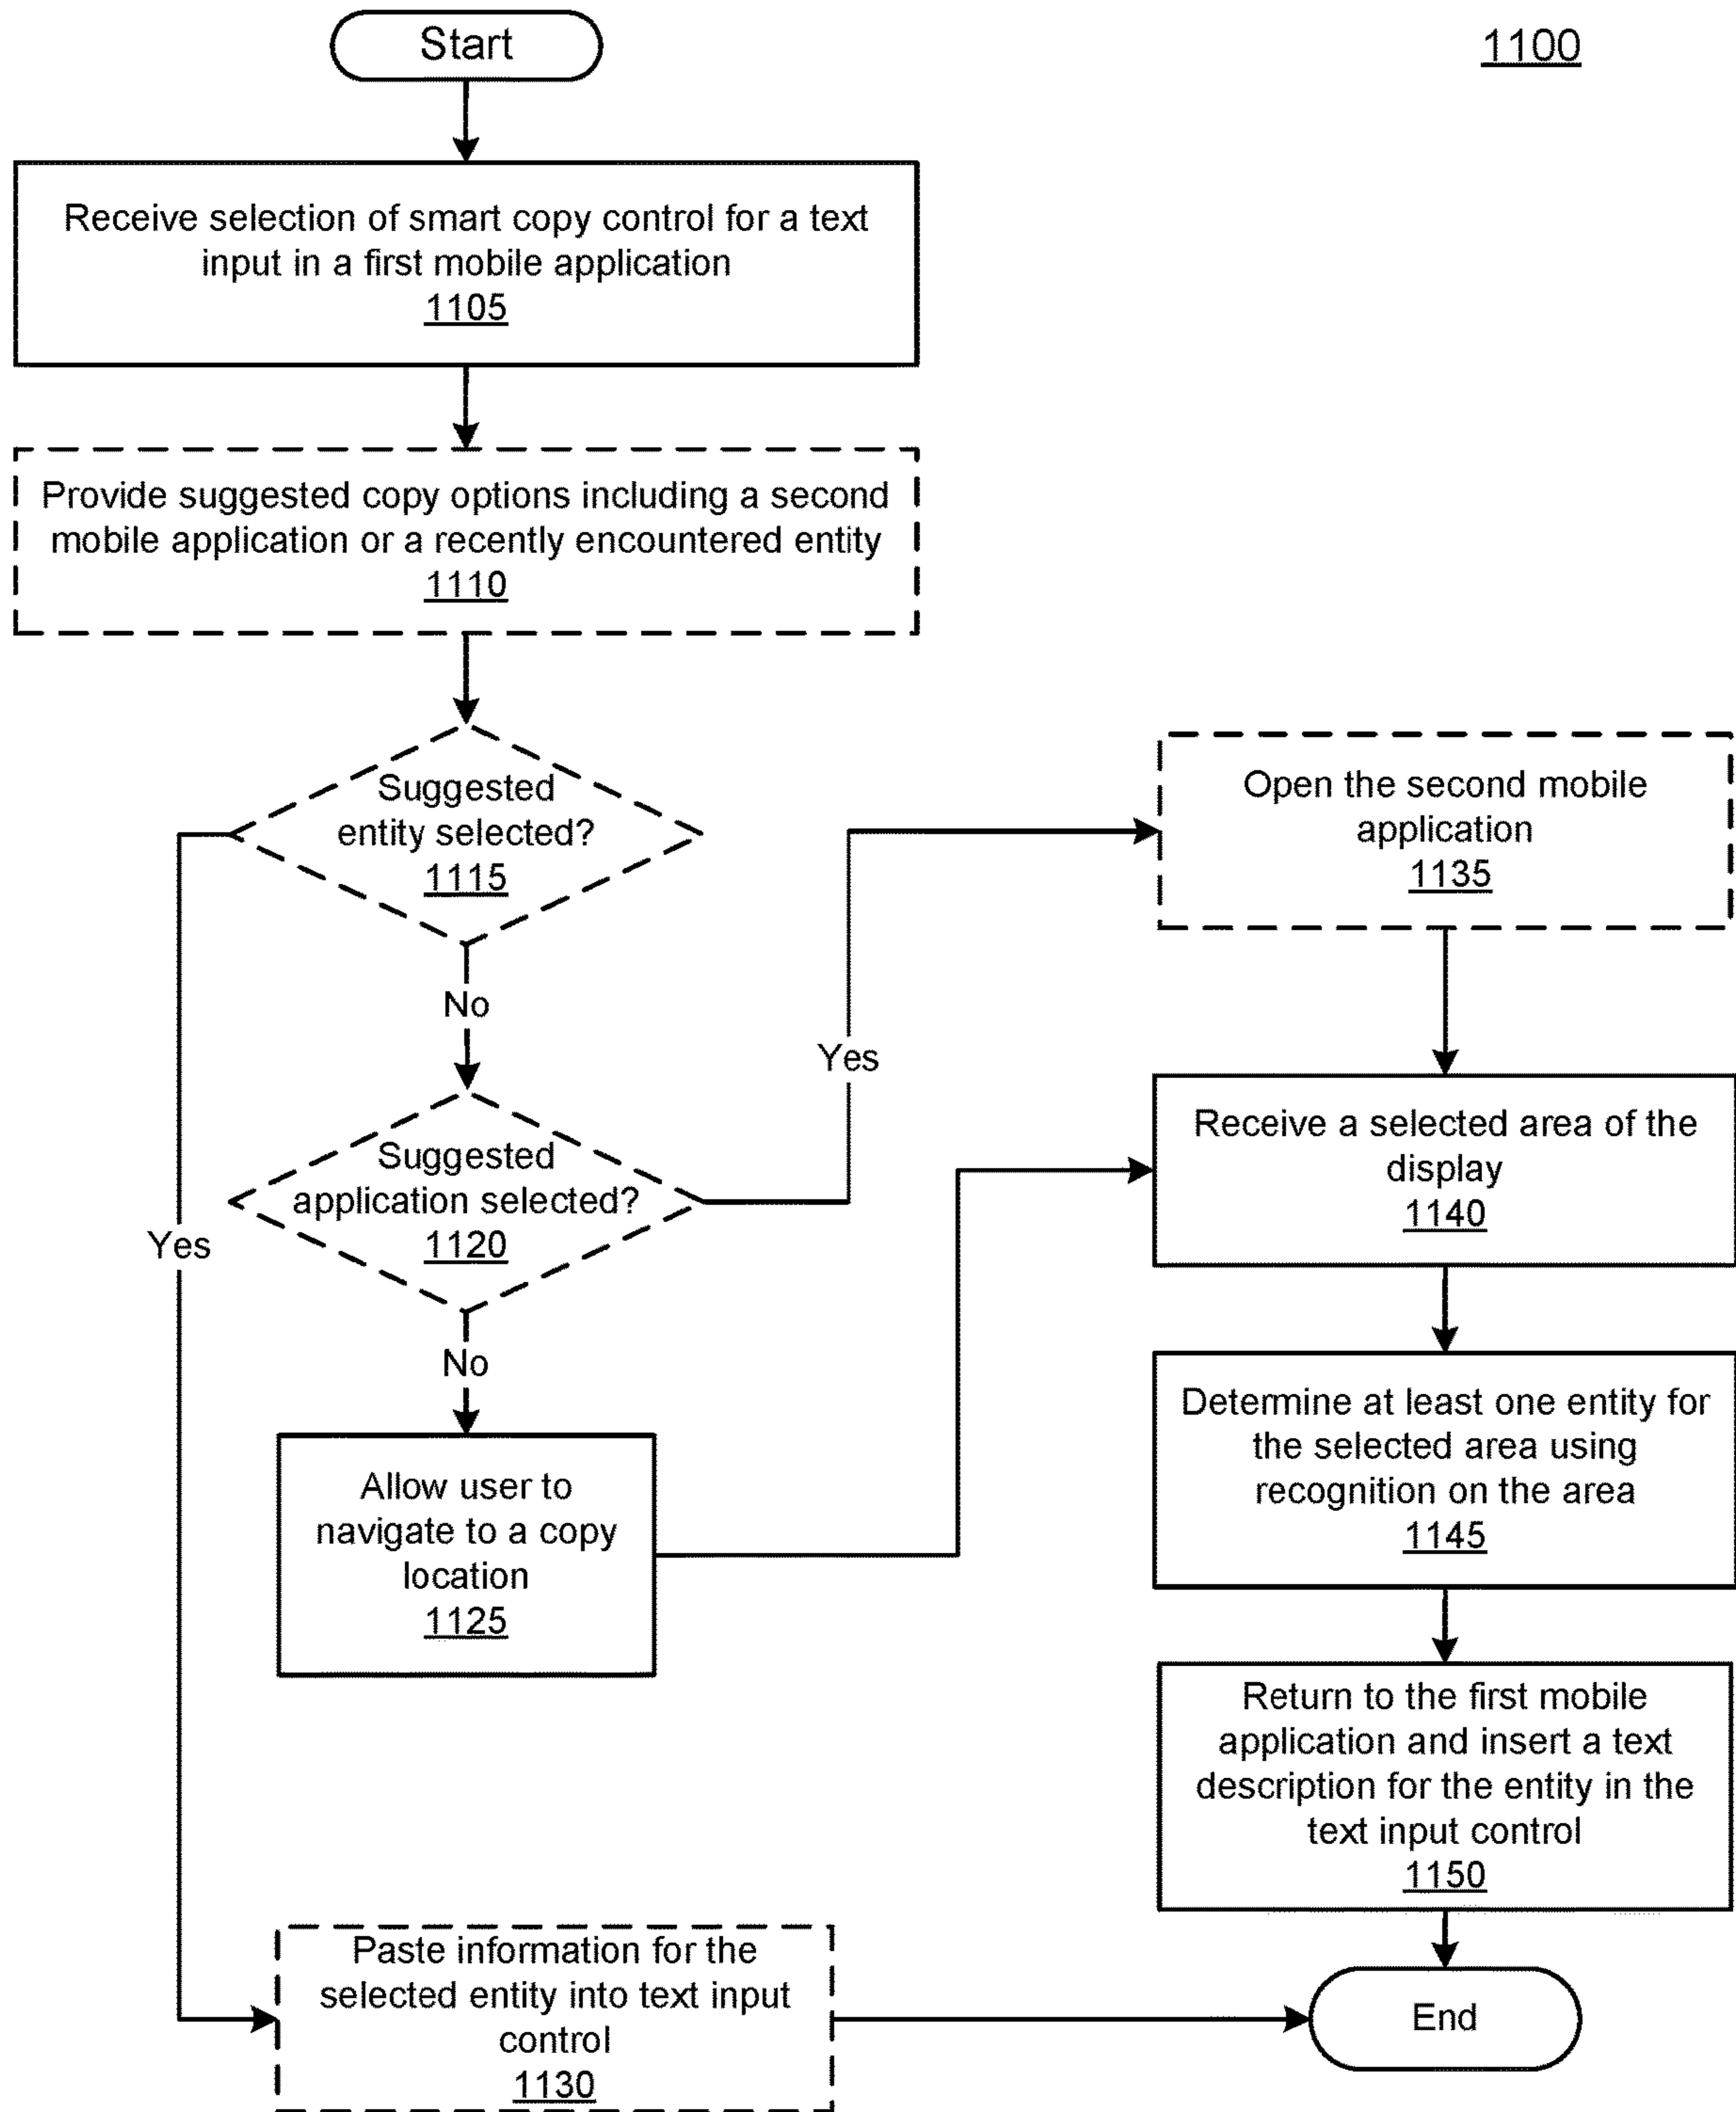 Start
1100
Receive selection of smart copy control for a text
input in a first mobile application
1105
Provide suggested copy options including a second
mobile application or a recently encountered entity
1110
Suggested
entity selected?
1115
No
Yes
Suggested
application selected?
1120
Yes
No
Allow user to
navigate to a copy
location
1125
Paste information for the
selected entity into text input
control
1130
Open the second mobile
application
1135
Receive a selected area of the
display
1140
Determine at least one entity for
the selected area using
recognition on the area
1145
Return to the first mobile
application and insert a text
description for the entity in the
text input control
1150
End